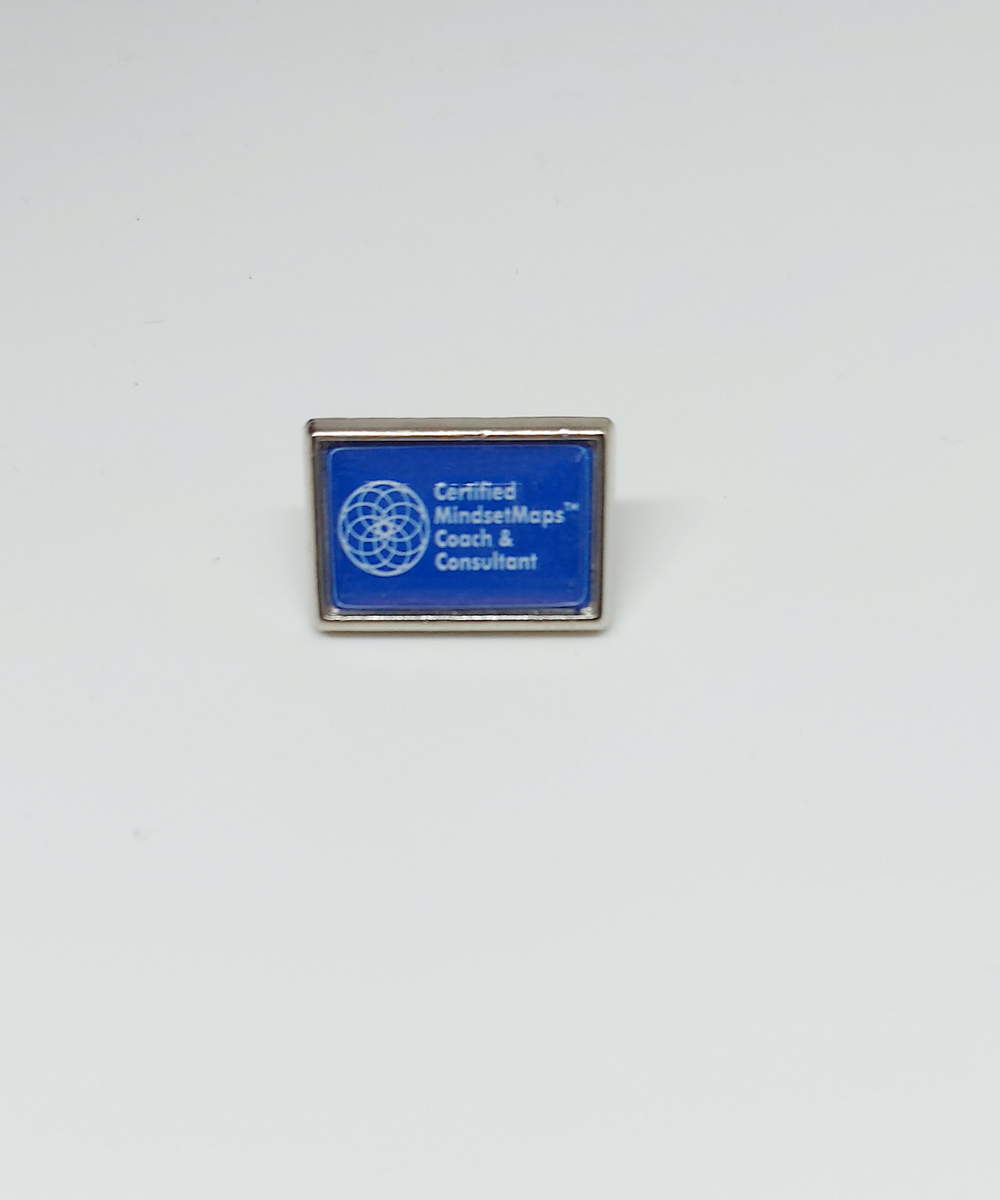 Certified
MindsetMaps™
Coach &
Consultant